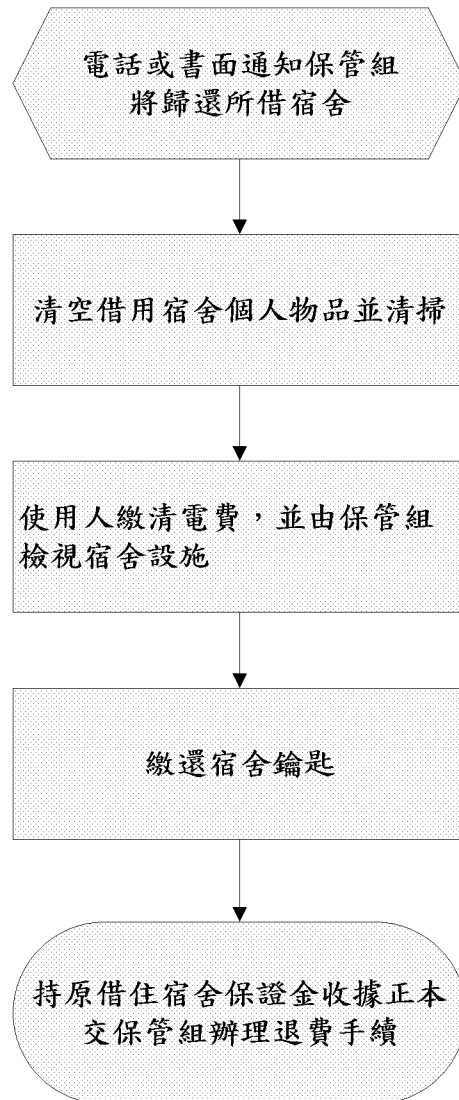 電話或書面通知保管組
將歸還所借宿舍
清空借用宿舍個人物品並清掃
使用人繳清電費，並由保管組
檢視宿舍設施
繳還宿舍鑰匙
持原借住宿舍保證金收據正本
交保管組辦理退費手續